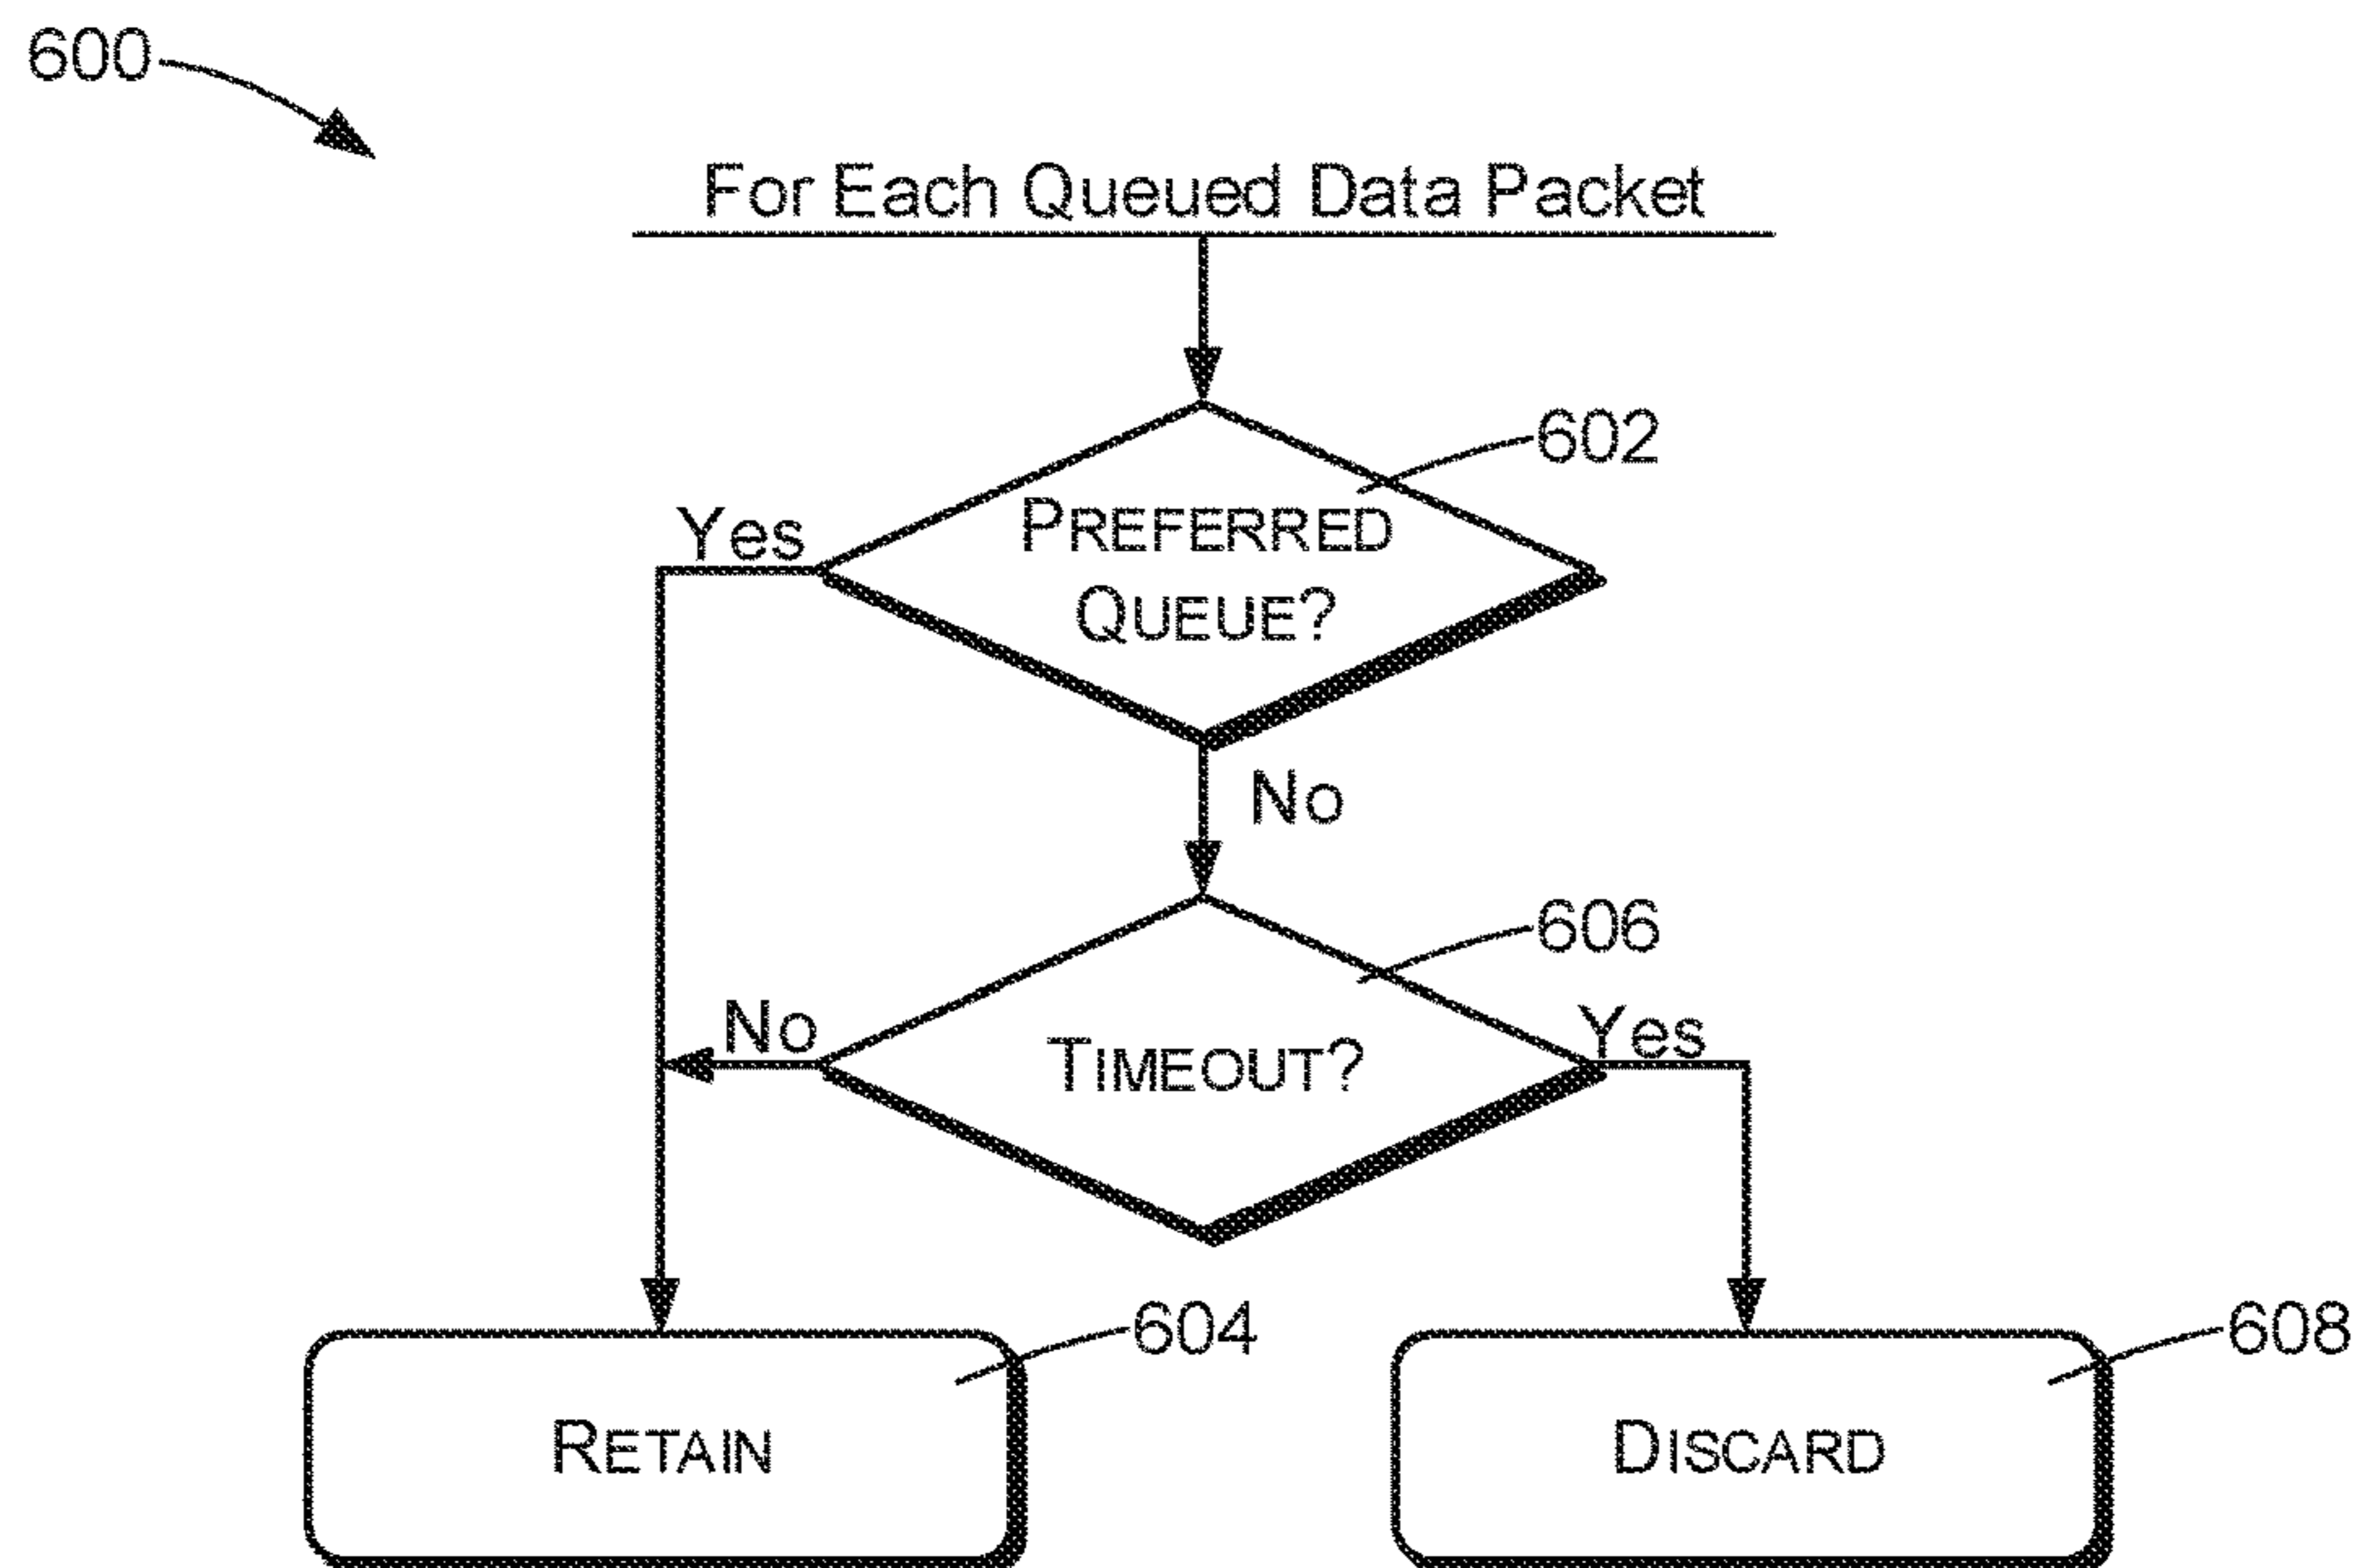 600
For Each Queued Data Packet
602
PREFERRED
QUEUE?
Yes
No
606
TIMEOUT?
No
Yes
604
RETAIN
608
DISCARD